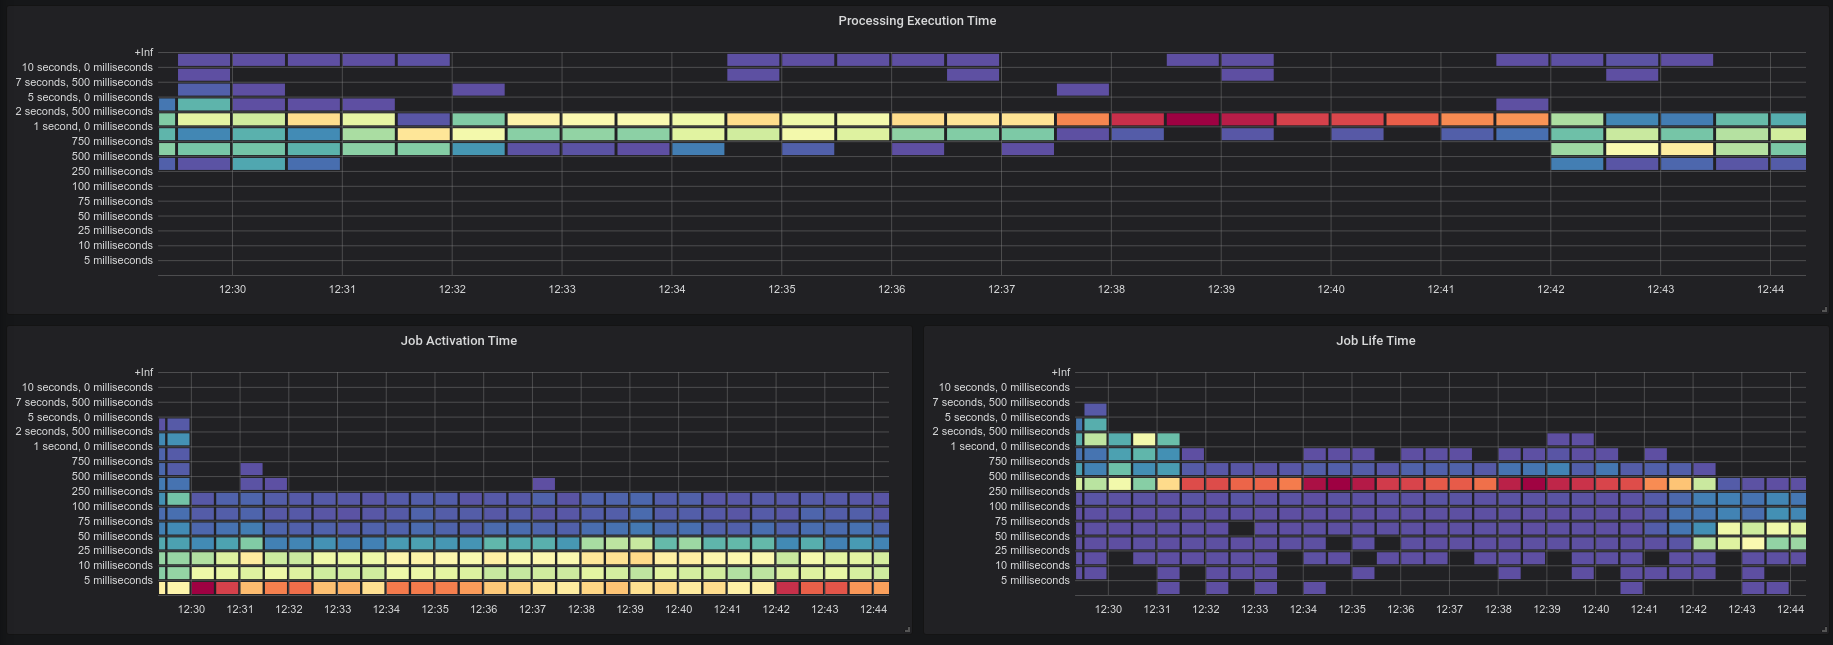 Processing Execution Time
+Inf
10 seconds, 0 milliseconds
7 seconds, 500 milliseconds
5 seconds, 0 milliseconds
2 seconds, 500 milliseconds
1 second, 0 milliseconds
750 milliseconds
500 milliseconds
250 milliseconds
100 milliseconds
75 milliseconds
50 milliseconds
25 milliseconds
10 milliseconds
5 milliseconds
12:30 12:31 12:32 12:33 12:34 12:35 12:36 12:37 12:38 12:39 12:40 12:41 12:42 12:43 12:44
Job Activation Time
+Inf
10 seconds, 0 milliseconds
7 seconds, 500 milliseconds
5 seconds, 0 milliseconds
2 seconds, 500 milliseconds
1 second, 0 milliseconds
750 milliseconds
500 milliseconds
250 milliseconds
100 milliseconds
75 milliseconds
50 milliseconds
25 milliseconds
10 milliseconds
5 milliseconds
12:30 12:31 12:32 12:33 12:34 12:35 12:36 12:37 12:38 12:39 12:40 12:41 12:42 12:43 12:44
Job Life Time
+Inf
10 seconds, 0 milliseconds
7 seconds, 500 milliseconds
5 seconds, 0 milliseconds
2 seconds, 500 milliseconds
1 second, 0 milliseconds
750 milliseconds
500 milliseconds
250 milliseconds
100 milliseconds
75 milliseconds
50 milliseconds
25 milliseconds
10 milliseconds
5 milliseconds
12:30 12:31 12:32 12:33 12:34 12:35 12:36 12:37 12:38 12:39 12:40 12:41 12:42 12:43 12:44